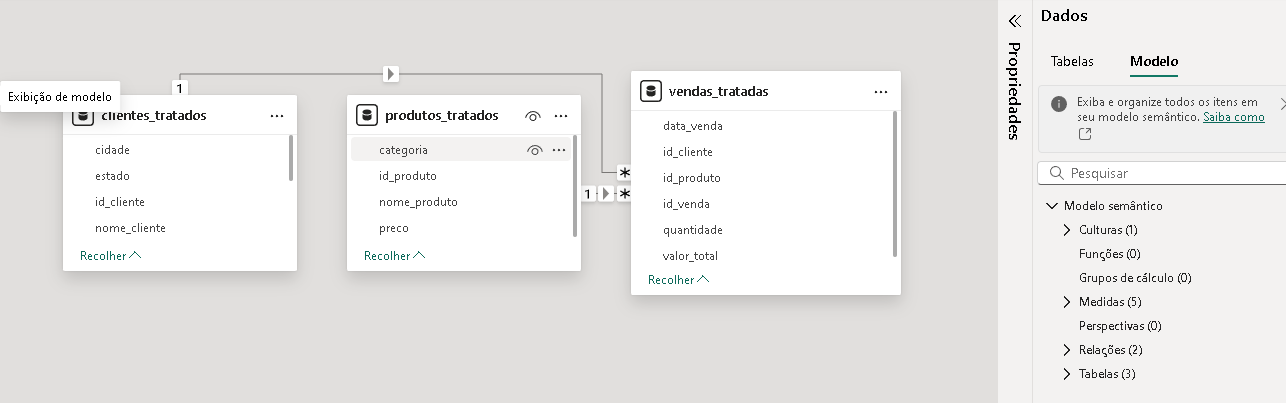 Exibição de modelo
1
clientes_tratados
cidade
estado
id_cliente
nome_cliente
Recolher
produtos_tratados
categoria
id_produto
nome_produto
preco
Recolher
1
*
*
vendas_tratadas
data_venda
id_cliente
id_produto
id_venda
quantidade
valor_total
Recolher
Propriedades
Dados
Tabelas
Modelo
Exiba e organize todos os itens em
seu modelo semântico. Saiba como
Pesquisar
Modelo semântico
Culturas (1)
Funções (0)
Grupos de cálculo (0)
Medidas (5)
Perspectivas (0)
Relações (2)
Tabelas (3)